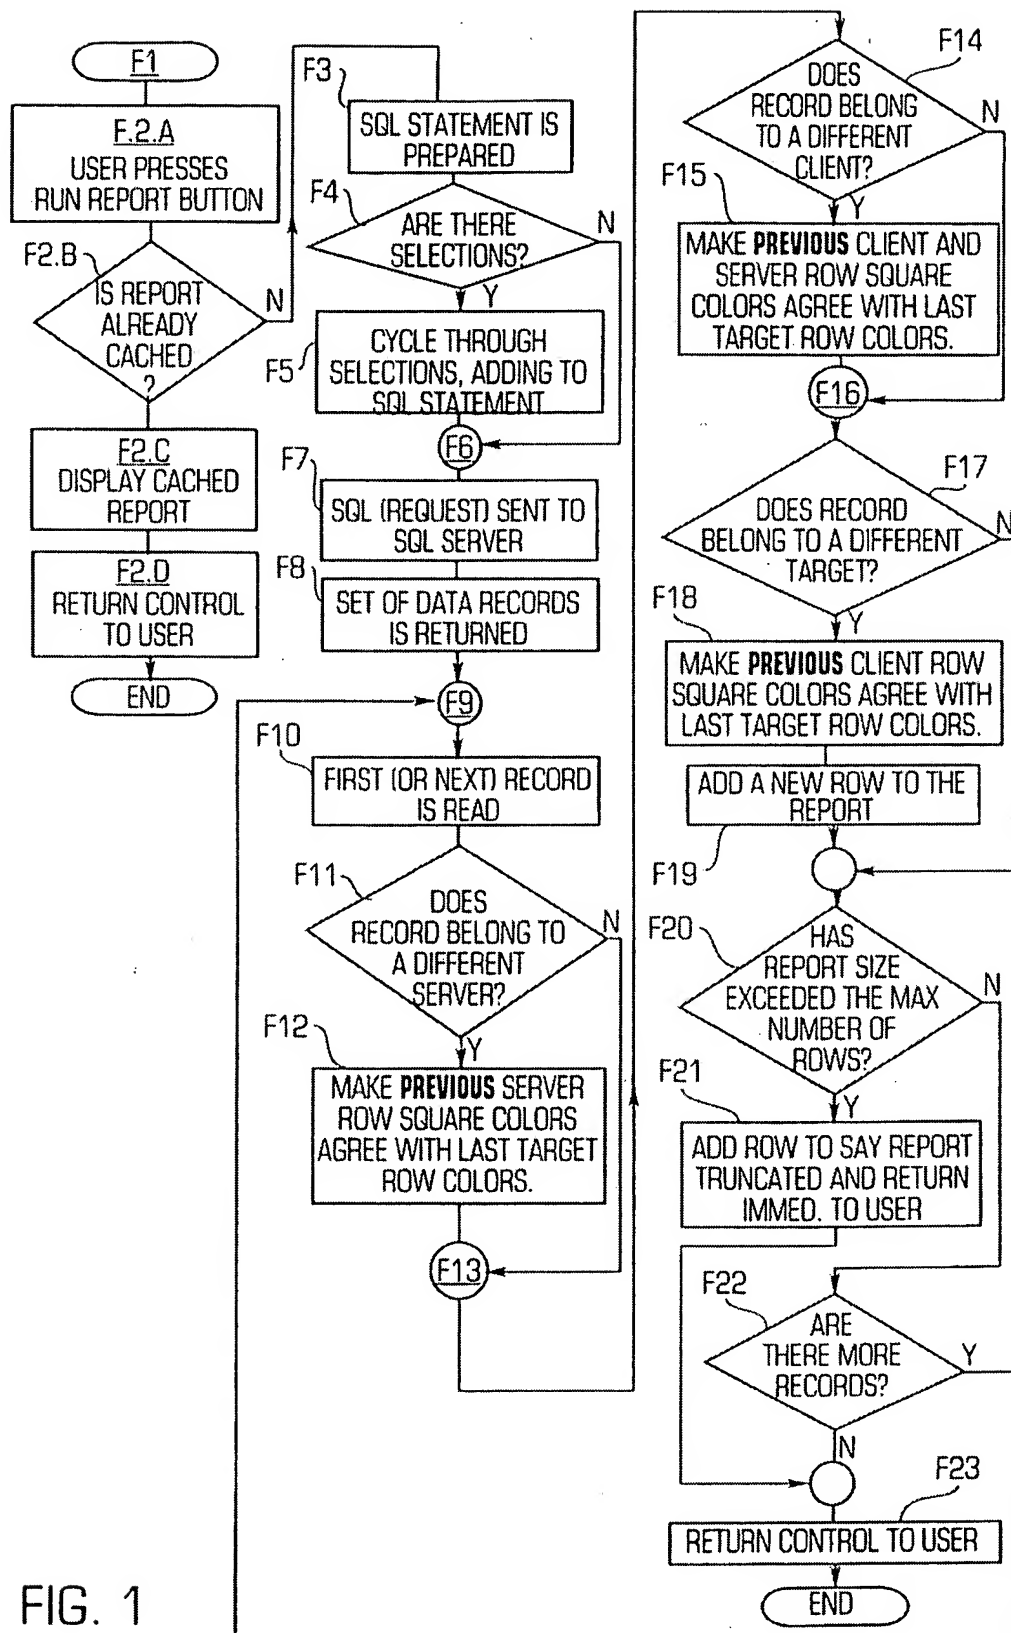 F1
F.2.A
USER PRESSES
RUN REPORT BUTTON
F2.B
IS REPORT
ALREADY
CACHED
?
N
F2.C
DISPLAY CACHED
REPORT
F2.D
RETURN CONTROL
TO USER
END
F3
SQL STATEMENT IS
PREPARED
F4
ARE THERE
SELECTIONS?
N
Y
F5
CYCLE THROUGH
SELECTIONS, ADDING TO
SQL STATEMENT
F6
F7
SQL (REQUEST) SENT TO
SQL SERVER
F8
SET OF DATA RECORDS
IS RETURNED
F9
F10
FIRST (OR NEXT) RECORD
IS READ
F11
DOES
RECORD BELONG TO
A DIFFERENT
SERVER?
N
Y
F12
MAKE PREVIOUS SERVER
ROW SQUARE COLORS
AGREE WITH LAST TARGET
ROW COLORS.
F13
F14
DOES
RECORD BELONG
TO A DIFFERENT
CLIENT?
N
Y
F15
MAKE PREVIOUS CLIENT AND
SERVER ROW SQUARE
COLORS AGREE WITH LAST
TARGET ROW COLORS.
F16
F17
DOES RECORD
BELONG TO A DIFFERENT
TARGET?
N
Y
F18
MAKE PREVIOUS CLIENT ROW
SQUARE COLORS AGREE WITH
LAST TARGET ROW COLORS.
ADD A NEW ROW TO THE
REPORT
F19
F20
HAS
REPORT SIZE
EXCEEDED THE MAX
NUMBER OF
ROWS?
N
Y
F21
ADD ROW TO SAY REPORT
TRUNCATED AND RETURN
IMMED. TO USER
F22
ARE
THERE MORE
RECORDS?
Y
N
F23
RETURN CONTROL TO USER
END
FIG. 1